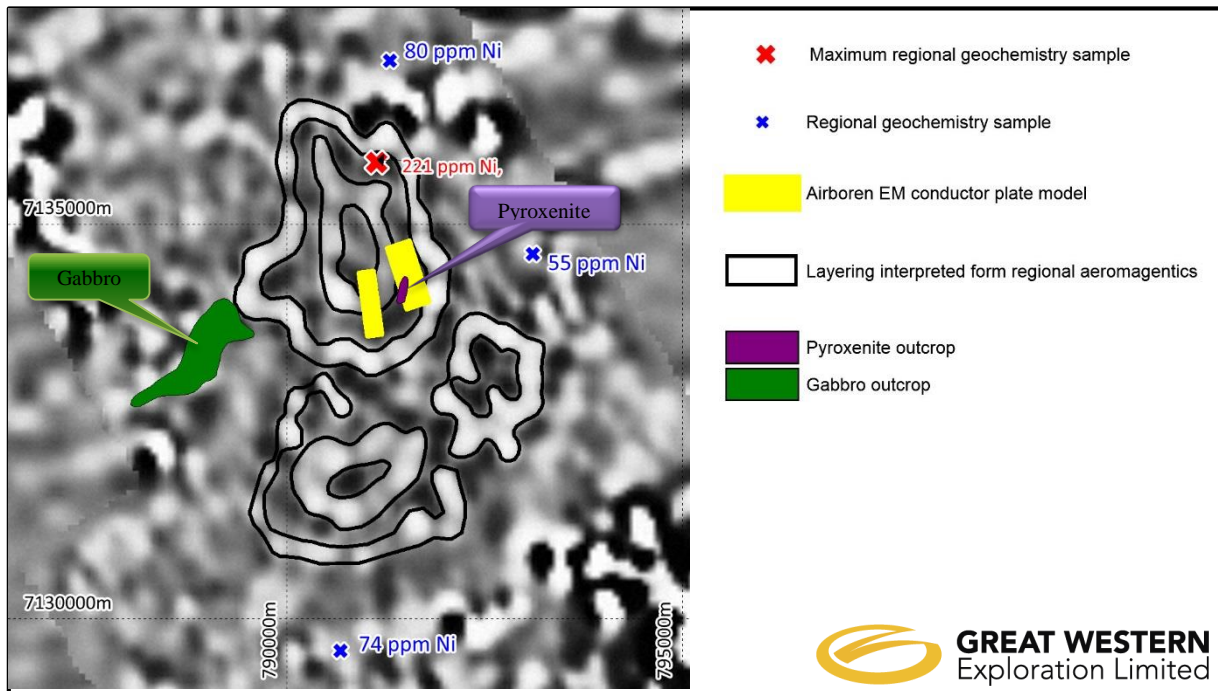 80 ppm Ni
221 ppm Ni,
Pyroxenite
7135000m
55 ppm Ni
Gabbro
7130000m
790000m
74 ppm Ni
795000m
Maximum regional geochemistry sample
Regional geochemistry sample
Airboren EM conductor plate model
Layering interpreted form regional aeromagentics
Pyroxenite outcrop
Gabbro outcrop
GREAT WESTERN
Exploration Limited